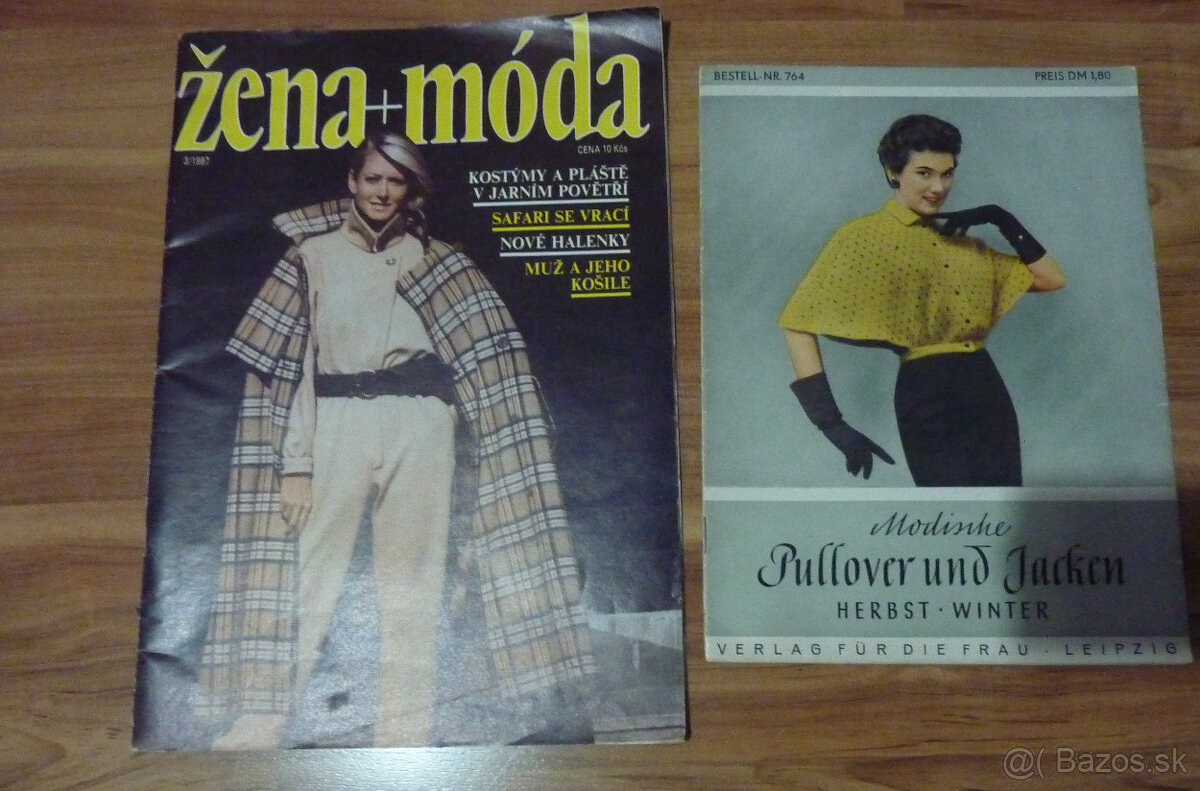 žena+móda
3/1987
CENA 10 Kčs
KOSTÝMY A PLÁŠTĚ
V JARNÍM POVĚTŘÍ
SAFARI SE VRACÍ
NOVÉ HALENKY
MUŽ A JEHO
KOŠILE
BESTELL-NR. 764
PREIS DM 1,80
Modische
Pullover und Jacken
HERBST · WINTER
VERLAG FÜR DIE FRAU · LEIPZIG
@( Bazos.sk